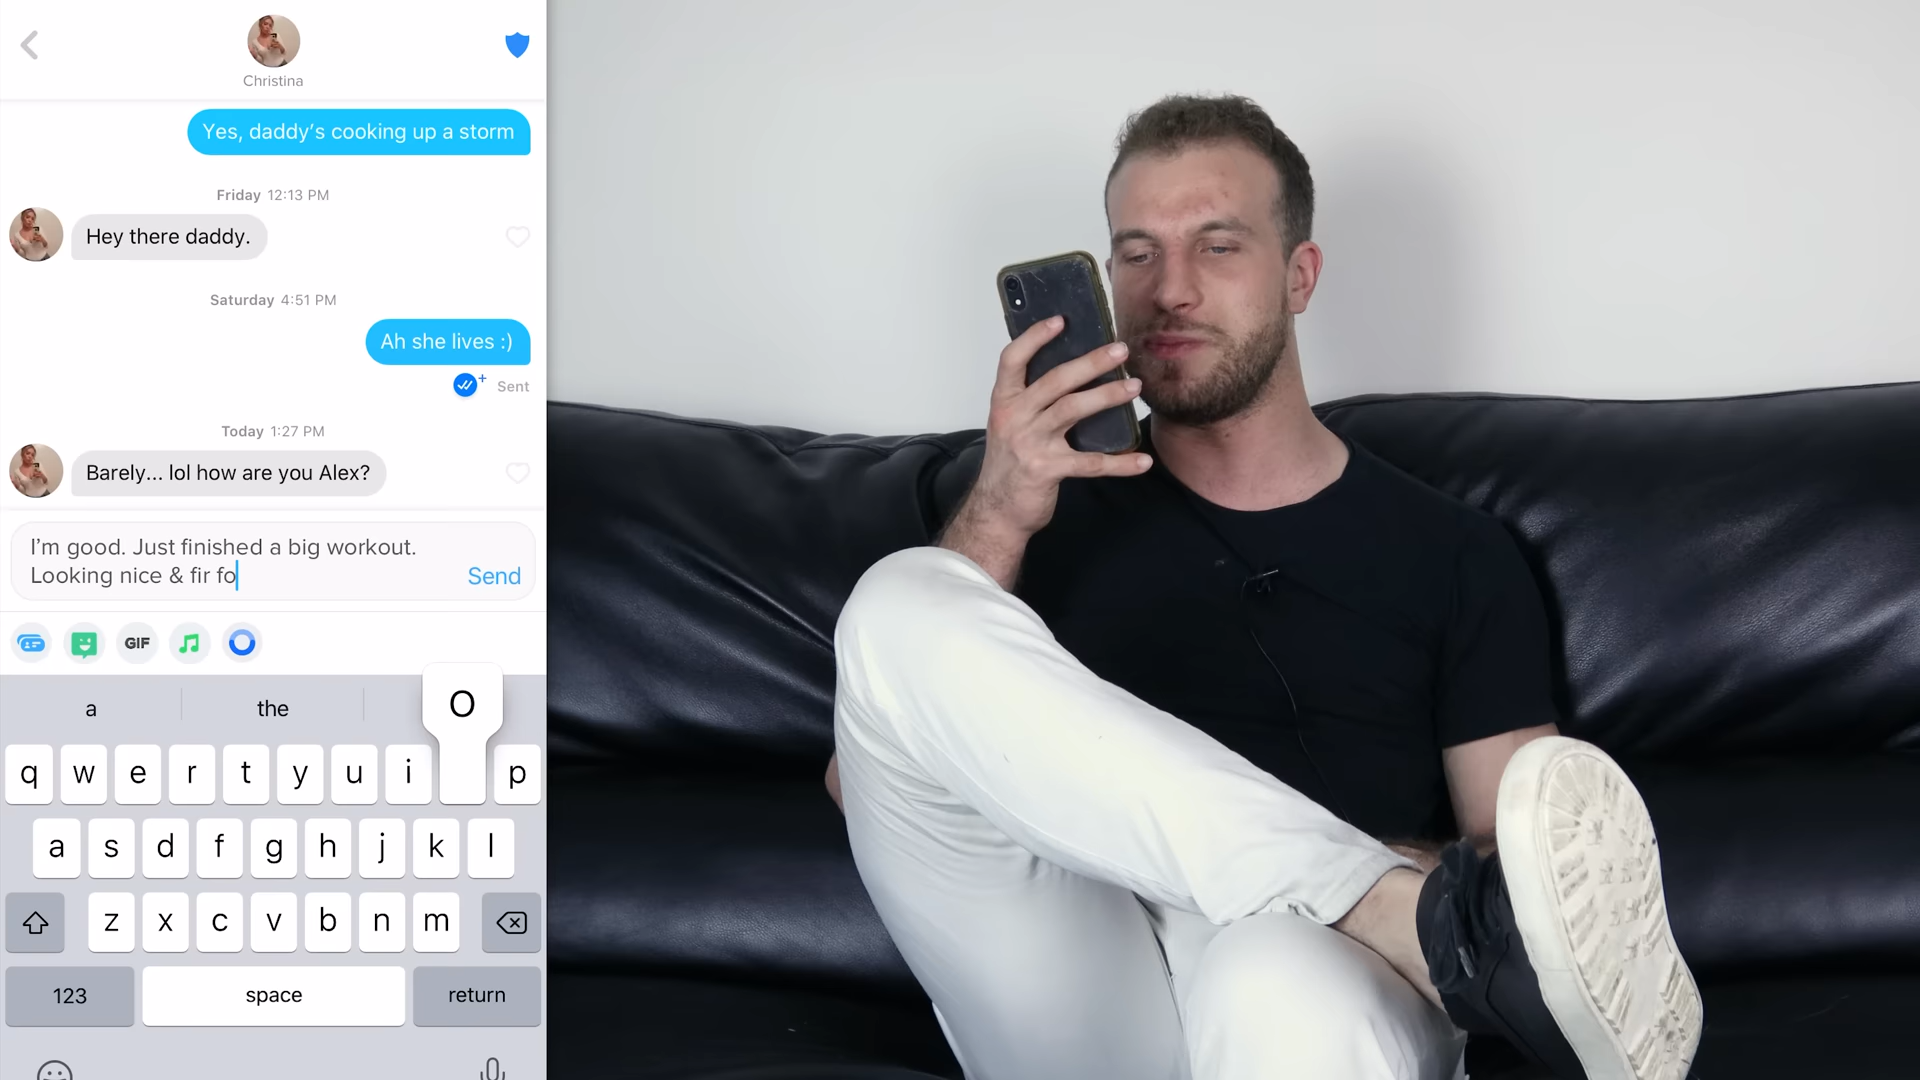 Christina
Yes, daddy’s cooking up a storm
Friday 12:13 PM
Hey there daddy.
Saturday 4:51 PM
Ah she lives :)
Sent
Today 1:27 PM
Barely... lol how are you Alex?
I’m good. Just finished a big workout.
Looking nice & fir fo
Send
GIF
a the
O
q w e r t y u i p
a s d f g h j k l
z x c v b n m
123 space return